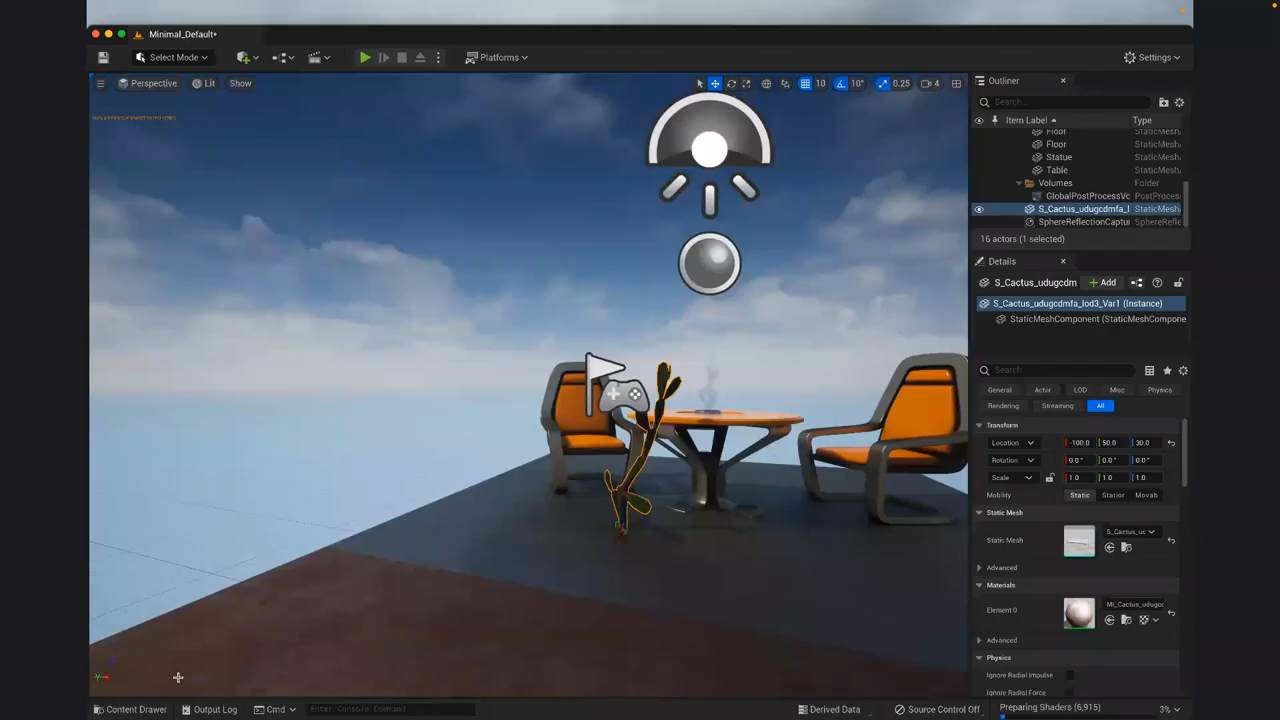 Minimal_Default*
Select Mode
Platforms
Settings
Perspective
Lit
Show
10
10°
0.25
4
Outliner
Search...
Item Label
Type
Floor
StaticMesh
Floor
StaticMesh
Statue
StaticMesh
Table
StaticMesh
Volumes
Folder
GlobalPostProcessVo
PostProces
S_Cactus_udugcdmfa_l
StaticMesh
SphereReflectionCaptur
SphereRefle
16 actors (1 selected)
Details
S_Cactus_udugcdm
+ Add
S_Cactus_udugcdmfa_lod3_Var1 (Instance)
StaticMeshComponent (StaticMeshCompone
Search
General
Actor
LOD
Misc
Physics
Rendering
Streaming
All
Transform
Location
-100.0
50.0
30.0
Rotation
0.0°
0.0°
0.0°
Scale
1.0
1.0
1.0
Mobility
Static
Station
Movab
Static Mesh
Static Mesh
S_Cactus_uc
Advanced
Materials
Element 0
MI_Cactus_udugcc
Advanced
Physics
Ignore Radial Impulse
Ignore Radial Force
Content Drawer
Output Log
Cmd
Enter Console Command
Derived Data
Source Control Off
Preparing Shaders (6,915)
3%